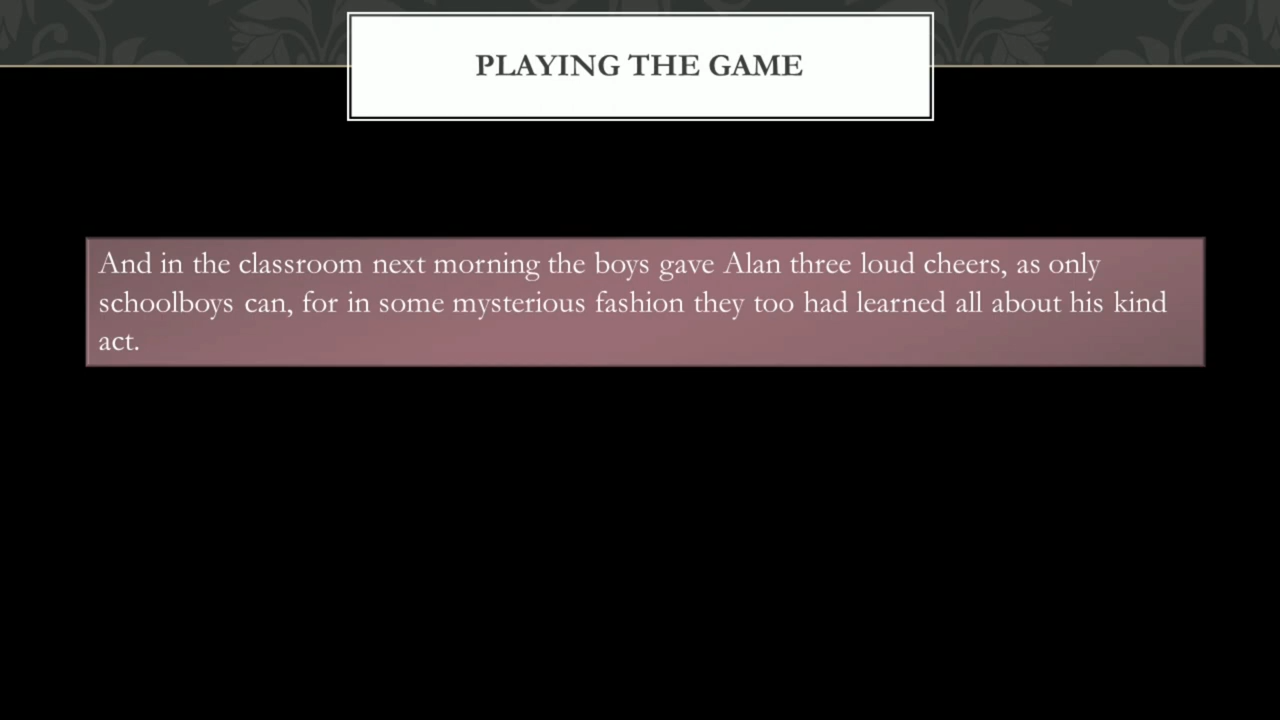 PLAYING THE GAME
And in the classroom next morning the boys gave Alan three loud cheers, as only
schoolboys can, for in some mysterious fashion they too had learned all about his kind
act.